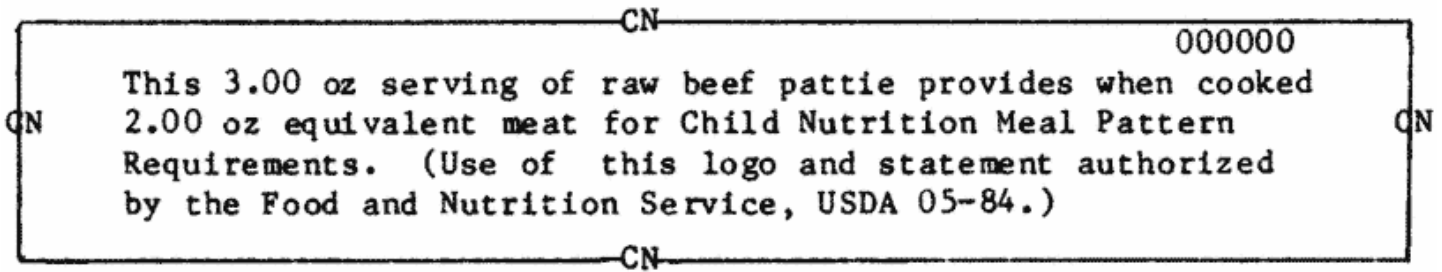 CN
000000
This 3.00 oz serving of raw beef pattie provides when cooked
CN 2.00 oz equivalent meat for Child Nutrition Meal Pattern CN
Requirements. (Use of this logo and statement authorized
by the Food and Nutrition Service, USDA 05-84.)
CN